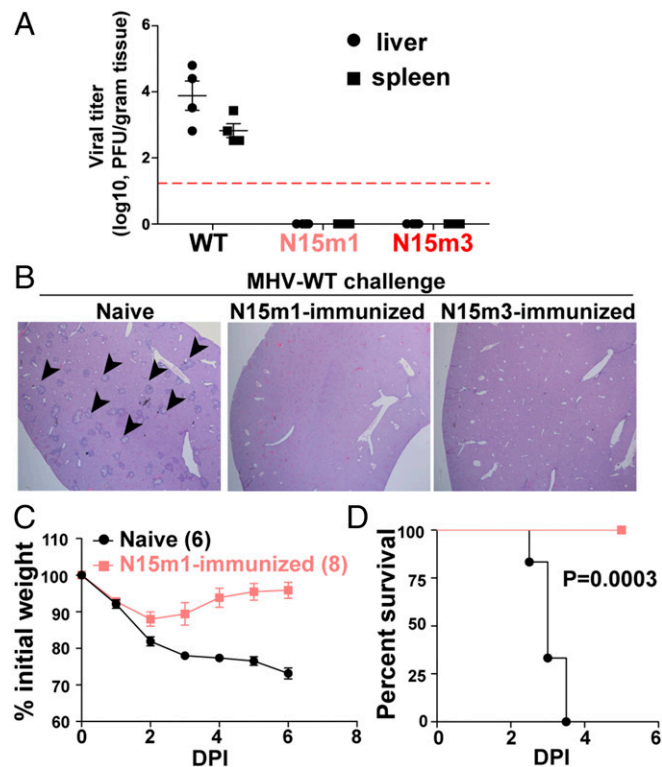 A
liver
spleen
Viral titer
(log10, PFU/gram tissue)
6
4
2
0
WT
N15m1
N15m3
B
MHV-WT challenge
Naive
N15m1-immunized
N15m3-immunized
C
Naive (6)
N15m1-immunized (8)
% initial weight
110
100
90
80
70
60
0
2
4
6
8
DPI
D
Percent survival
100
75
50
25
0
P=0.0003
0
2
4
6
DPI